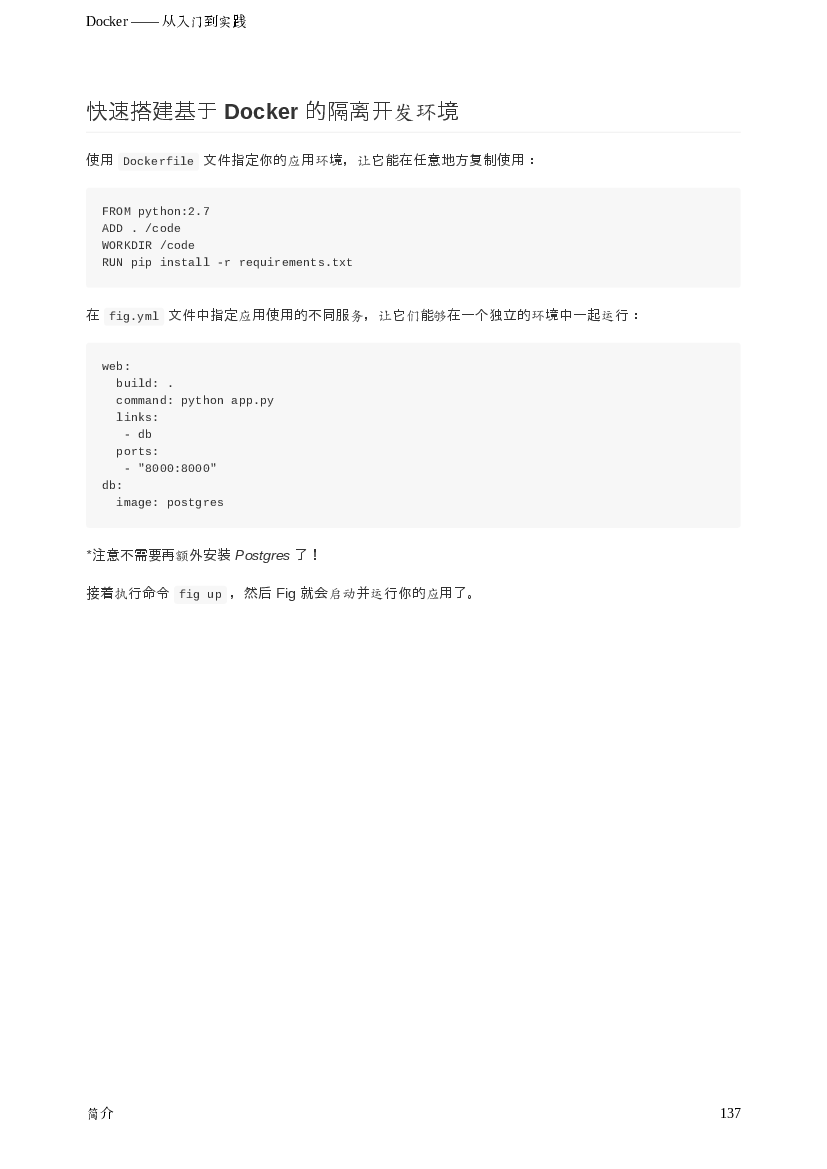 Docker —— 从入门到实践
快速搭建基于 Docker 的隔离开发环境
使用 Dockerfile 文件指定你的应用环境，让它能在任意地方复制使用：
FROM python:2.7
ADD . /code
WORKDIR /code
RUN pip install -r requirements.txt
在 fig.yml 文件中指定应用使用的不同服务，让它们能够在一个独立的环境中一起运行：
web:
  build: .
  command: python app.py
  links:
   - db
  ports:
   - "8000:8000"
db:
  image: postgres
*注意不需要再额外安装 Postgres 了！
接着执行命令 fig up ，然后 Fig 就会启动并运行你的应用了。
简介 137